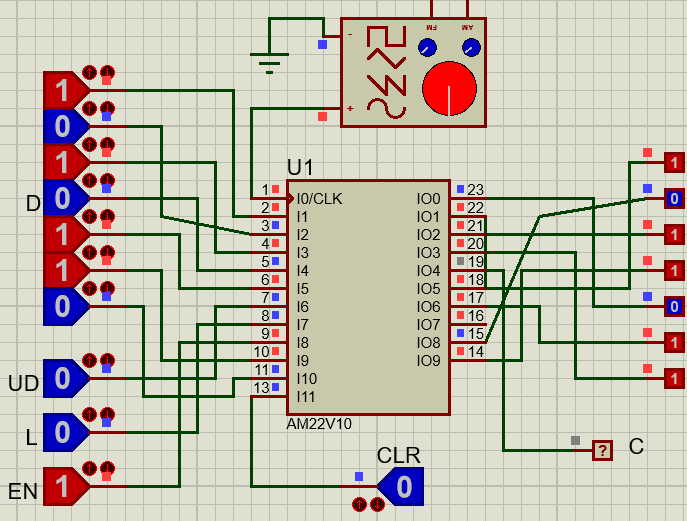 FM AM
-
+
1
0
1
D 0
1
1
0
UD 0
L 0
EN 1
U1
1 I0/CLK IO0 23
2 I1 IO1 22
3 I2 IO2 21
4 I3 IO3 20
5 I4 IO4 19
6 I5 IO5 18
7 I6 IO6 17
8 I7 IO7 16
9 I8 IO8 15
10 I9 IO9 14
11 I10
13 I11
AM22V10
CLR
0
1
0
1
1
0
1
1
? C